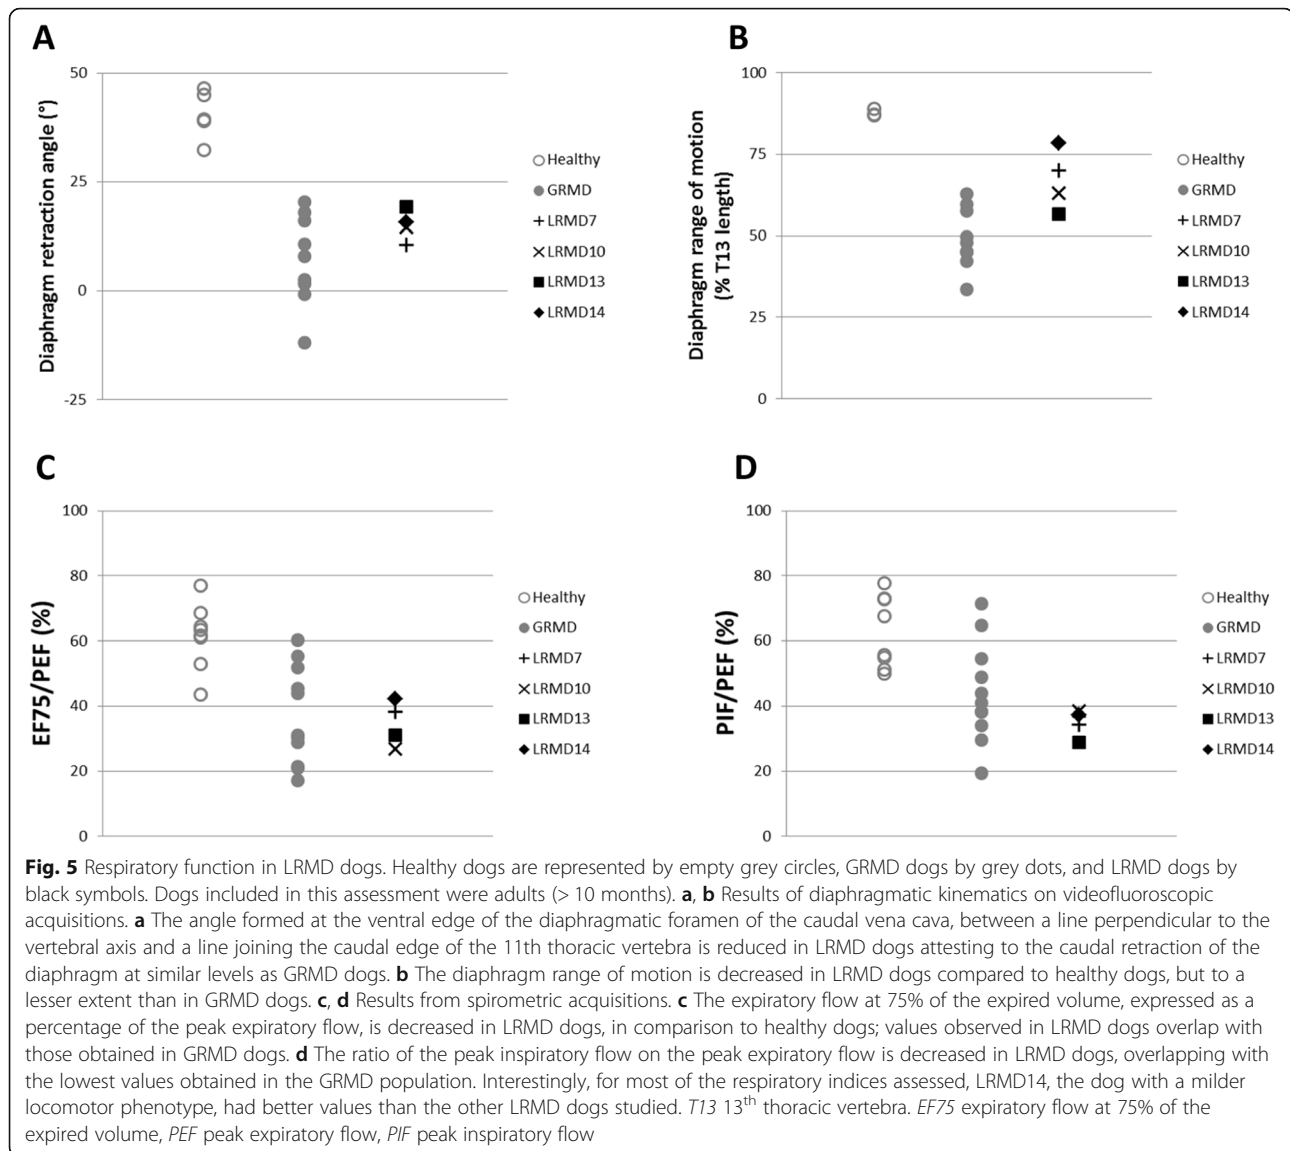 A
Diaphragm retraction angle (°)
50
25
0
-25
Healthy
GRMD
LRMD7
LRMD10
LRMD13
LRMD14
B
Diaphragm range of motion
(% T13 length)
100
75
50
25
0
Healthy
GRMD
LRMD7
LRMD10
LRMD13
LRMD14
C
EF75/PEF (%)
100
80
60
40
20
0
Healthy
GRMD
LRMD7
LRMD10
LRMD13
LRMD14
D
PIF/PEF (%)
100
80
60
40
20
0
Healthy
GRMD
LRMD7
LRMD10
LRMD13
LRMD14
Fig. 5 Respiratory function in LRMD dogs. Healthy dogs are represented by empty grey circles, GRMD dogs by grey dots, and LRMD dogs by
black symbols. Dogs included in this assessment were adults (> 10 months). a, b Results of diaphragmatic kinematics on videofluoroscopic
acquisitions. a The angle formed at the ventral edge of the diaphragmatic foramen of the caudal vena cava, between a line perpendicular to the
vertebral axis and a line joining the caudal edge of the 11th thoracic vertebra is reduced in LRMD dogs attesting to the caudal retraction of the
diaphragm at similar levels as GRMD dogs. b The diaphragm range of motion is decreased in LRMD dogs compared to healthy dogs, but to a
lesser extent than in GRMD dogs. c, d Results from spirometric acquisitions. c The expiratory flow at 75% of the expired volume, expressed as a
percentage of the peak expiratory flow, is decreased in LRMD dogs, in comparison to healthy dogs; values observed in LRMD dogs overlap with
those obtained in GRMD dogs. d The ratio of the peak inspiratory flow on the peak expiratory flow is decreased in LRMD dogs, overlapping with
the lowest values obtained in the GRMD population. Interestingly, for most of the respiratory indices assessed, LRMD14, the dog with a milder
locomotor phenotype, had better values than the other LRMD dogs studied. T13 13th thoracic vertebra. EF75 expiratory flow at 75% of the
expired volume, PEF peak expiratory flow, PIF peak inspiratory flow